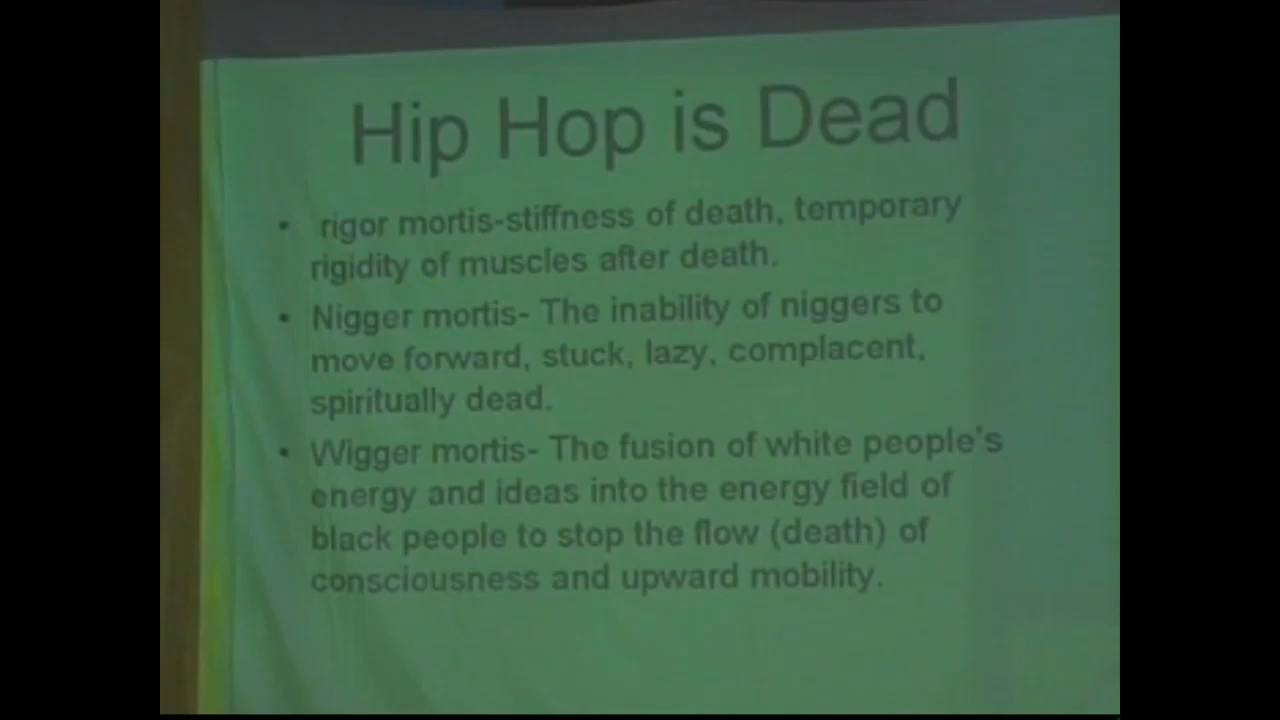 Hip Hop is Dead
• rigor mortis-stiffness of death, temporary
rigidity of muscles after death.
• Nigger mortis- The inability of niggers to
move forward, stuck, lazy, complacent,
spiritually dead.
• Wigger mortis- The fusion of white people's
energy and ideas into the energy field of
black people to stop the flow (death) of
consciousness and upward mobility.